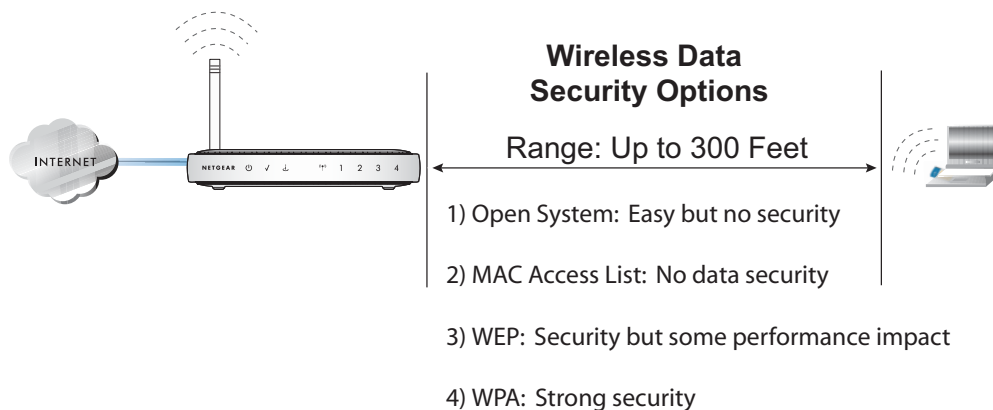 Wireless Data
Security Options
Range: Up to 300 Feet
INTERNET
NETGEAR 1 2 3 4
1) Open System: Easy but no security
2) MAC Access List: No data security
3) WEP: Security but some performance impact
4) WPA: Strong security